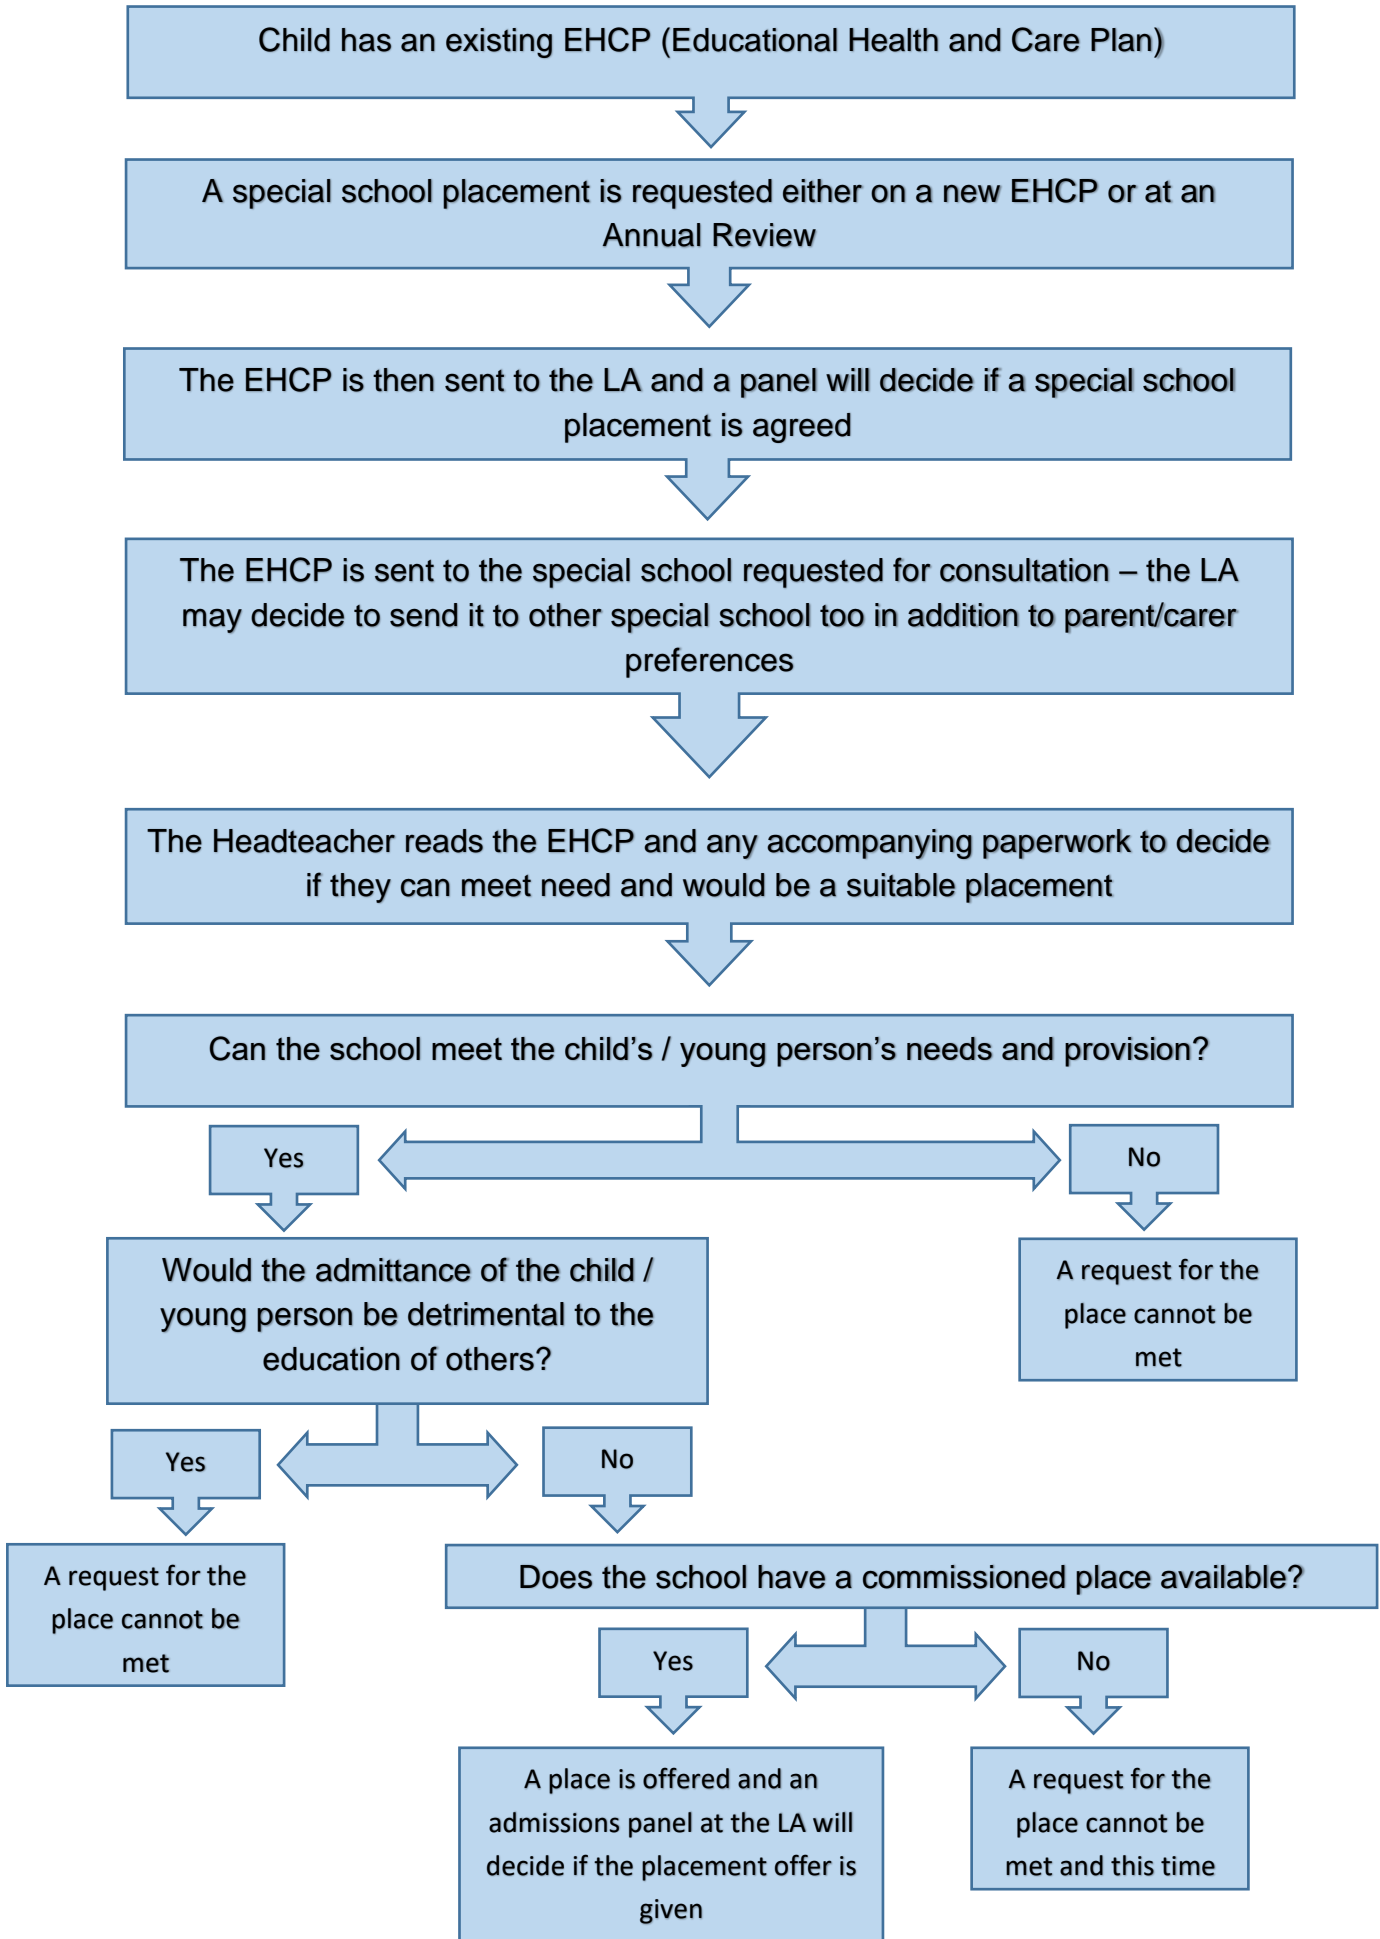 Child has an existing EHCP (Educational Health and Care Plan)
A special school placement is requested either on a new EHCP or at an
Annual Review
The EHCP is then sent to the LA and a panel will decide if a special school
placement is agreed
The EHCP is sent to the special school requested for consultation – the LA
may decide to send it to other special school too in addition to parent/carer
preferences
The Headteacher reads the EHCP and any accompanying paperwork to decide
if they can meet need and would be a suitable placement
Can the school meet the child’s / young person’s needs and provision?
Yes
No
Would the admittance of the child /
young person be detrimental to the
education of others?
A request for the
place cannot be
met
Yes
No
A request for the
place cannot be
met
Does the school have a commissioned place available?
Yes
No
A place is offered and an
admissions panel at the LA will
decide if the placement offer is
given
A request for the
place cannot be
met and this time